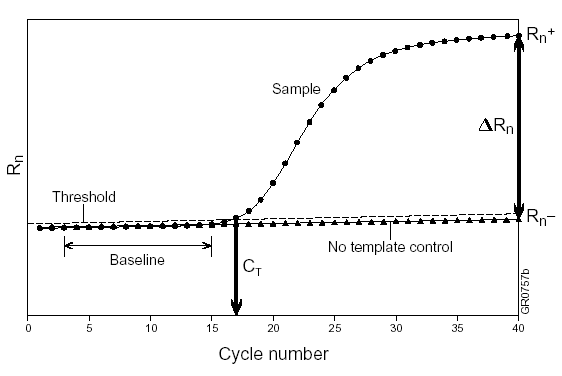 Rn+
Sample
ΔRn
Rn
Threshold
Rn–
No template control
Baseline
CT
GR0757b
0 5 10 15 20 25 30 35 40
Cycle number